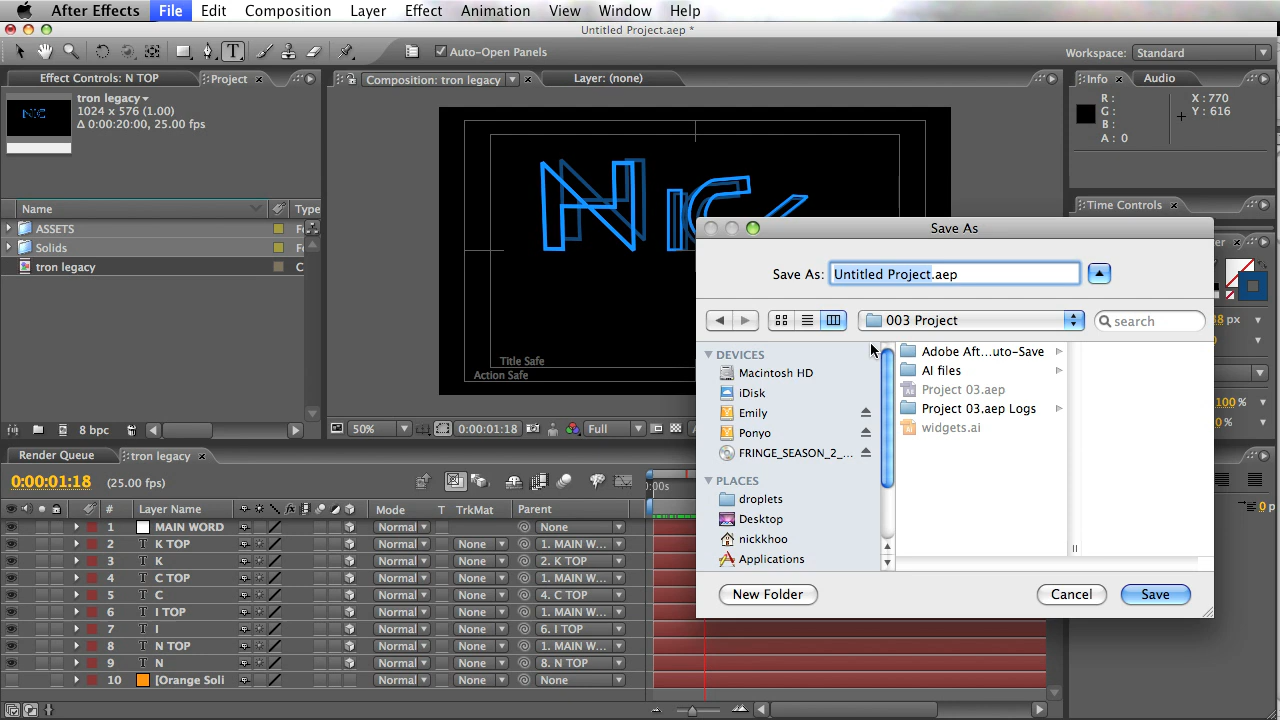 After Effects File Edit Composition Layer Effect Animation View Window Help
Untitled Project.aep *
Auto-Open Panels Workspace: Standard
Effect Controls: N TOP Project Composition: tron legacy Layer: (none) Info Audio
tron legacy
1024 x 576 (1.00)
Δ 0:00:20:00, 25.00 fps
R:
G:
B:
A: 0
X: 770
Y: 616
Time Controls
Name Type
ASSETS
Solids
tron legacy
Title Safe
Action Safe
8 bpc 50% 0:00:01:18 Full
Save As
Save As: Untitled Project.aep
003 Project search
DEVICES
Macintosh HD
iDisk
Emily
Ponyo
FRINGE_SEASON_2_...
PLACES
droplets
Desktop
nickkhoo
Applications
Adobe Aft...uto-Save
AI files
Project 03.aep
Project 03.aep Logs
widgets.ai
New Folder Cancel Save
Render Queue tron legacy
0:00:01:18 (25.00 fps)
# Layer Name Mode T TrkMat Parent
1 MAIN WORD Normal None
2 T K TOP Normal None 1. MAIN W...
3 T K Normal None 2. K TOP
4 T C TOP Normal None 1. MAIN W...
5 T C Normal None 4. C TOP
6 T I TOP Normal None 1. MAIN W...
7 T I Normal None 6. I TOP
8 T N TOP Normal None 1. MAIN W...
9 T N Normal None 8. N TOP
10 [Orange Soli Normal None None